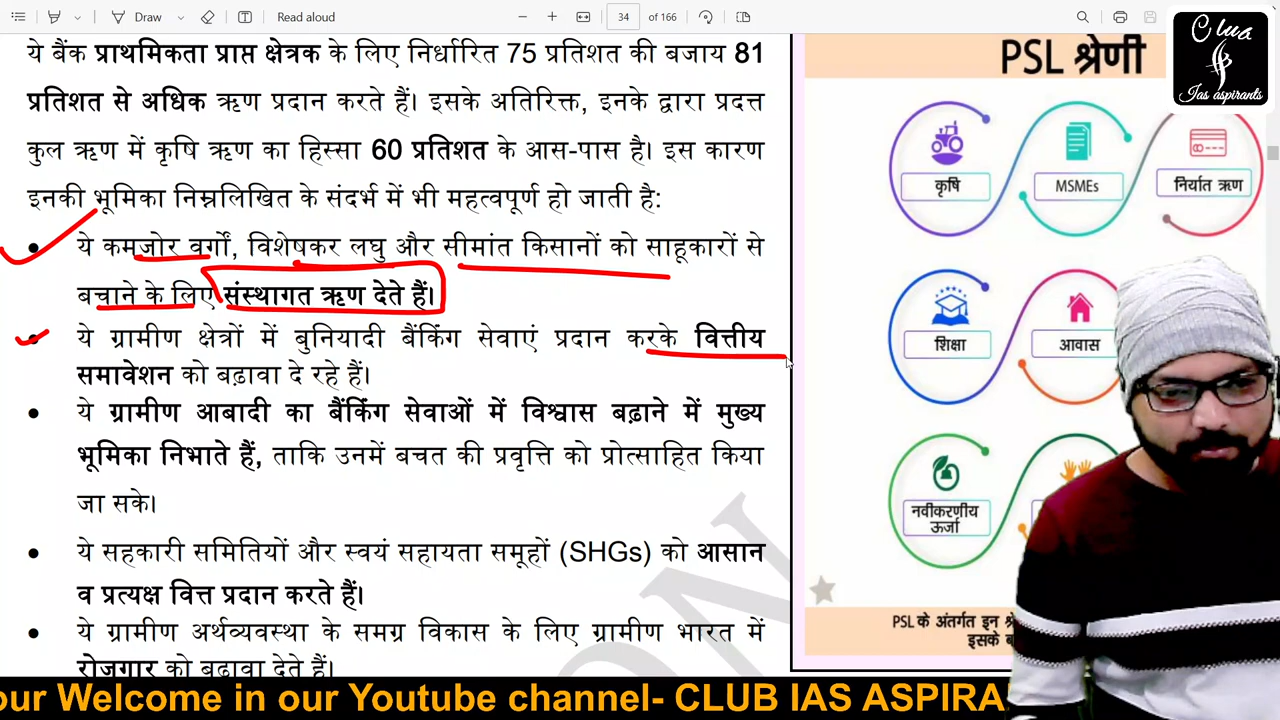 Draw
Read aloud
34
of 166
ये बैंक प्राथमिकता प्राप्त क्षेत्रक के लिए निर्धारित 75 प्रतिशत की बजाय 81
प्रतिशत से अधिक ऋण प्रदान करते हैं। इसके अतिरिक्त, इनके द्वारा प्रदत्त
कुल ऋण में कृषि ऋण का हिस्सा 60 प्रतिशत के आस-पास है। इस कारण
इनकी भूमिका निम्नलिखित के संदर्भ में भी महत्वपूर्ण हो जाती है:
• ये कमजोर वर्गों, विशेषकर लघु और सीमांत किसानों को साहूकारों से
बचाने के लिए संस्थागत ऋण देते हैं।
• ये ग्रामीण क्षेत्रों में बुनियादी बैंकिंग सेवाएं प्रदान करके वित्तीय
समावेशन को बढ़ावा दे रहे हैं।
• ये ग्रामीण आबादी का बैंकिंग सेवाओं में विश्वास बढ़ाने में मुख्य
भूमिका निभाते हैं, ताकि उनमें बचत की प्रवृत्ति को प्रोत्साहित किया
जा सके।
• ये सहकारी समितियों और स्वयं सहायता समूहों (SHGs) को आसान
व प्रत्यक्ष वित्त प्रदान करते हैं।
• ये ग्रामीण अर्थव्यवस्था के समग्र विकास के लिए ग्रामीण भारत में
रोजगार को बढ़ावा देते हैं।
PSL श्रेणी
कृषि
MSMEs
निर्यात ऋण
शिक्षा
आवास
नवीकरणीय
ऊर्जा
PSL के अंतर्गत इन
इसके
Club
Ias aspirants
our Welcome in our Youtube channel- CLUB IAS ASPIRA